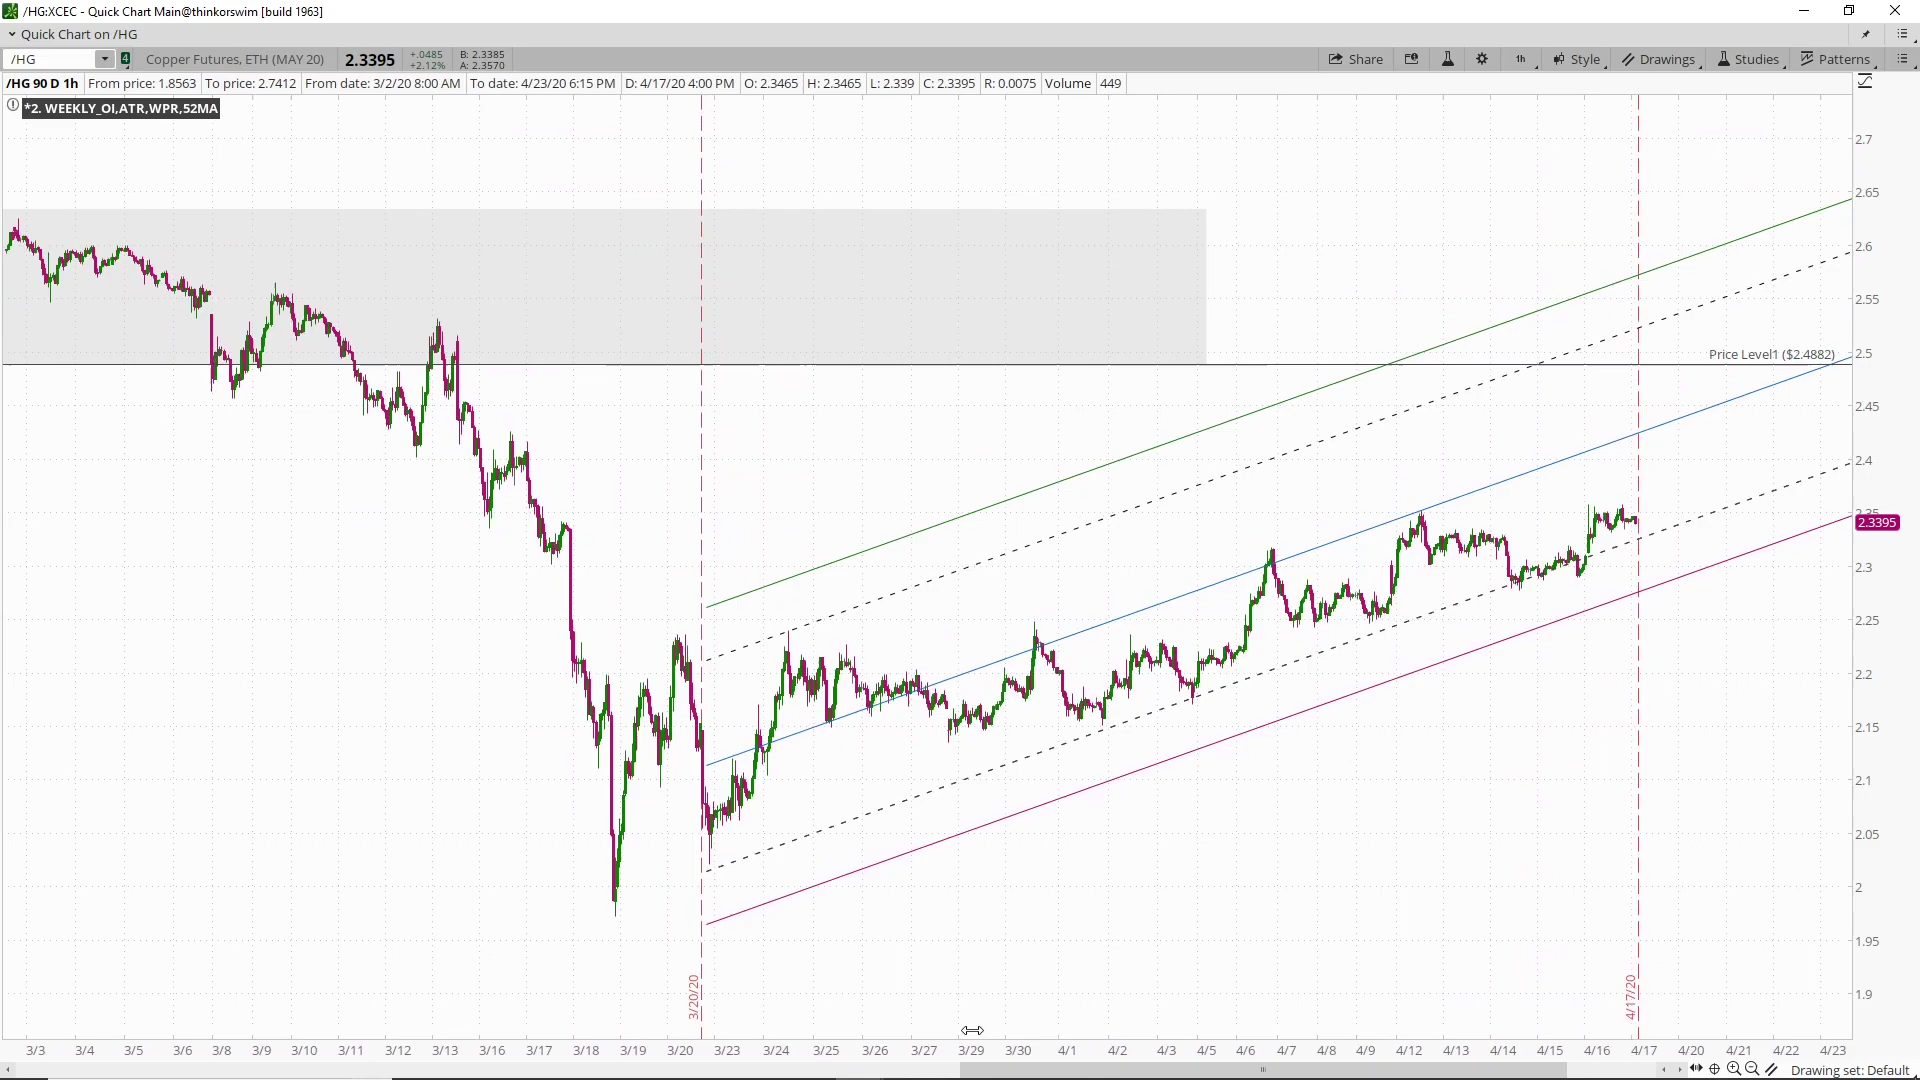 /HG:XCEC - Quick Chart Main@thinkorswim [build 1963]
Quick Chart on /HG
/HG 4 Copper Futures, ETH (MAY 20) 2.3395 +.0485 +2.12% B: 2.3385 A: 2.3570 Share 1h Style Drawings Studies Patterns
/HG 90 D 1h From price: 1.8563 To price: 2.7412 From date: 3/2/20 8:00 AM To date: 4/23/20 6:15 PM D: 4/17/20 4:00 PM O: 2.3465 H: 2.3465 L: 2.339 C: 2.3395 R: 0.0075 Volume 449
*2. WEEKLY_OI,ATR,WPR,52MA
2.7
2.65
2.6
2.55
Price Level1 ($2.4882) 2.5
2.45
2.4
2.35
2.3395
2.3
2.25
2.2
2.15
2.1
2.05
2
1.95
1.9
3/20/20
4/17/20
3/3 3/4 3/5 3/6 3/8 3/9 3/10 3/11 3/12 3/13 3/16 3/17 3/18 3/19 3/20 3/23 3/24 3/25 3/26 3/27 3/29 3/30 4/1 4/2 4/3 4/5 4/6 4/7 4/8 4/9 4/12 4/13 4/14 4/15 4/16 4/17 4/20 4/21 4/22 4/23
Drawing set: Default